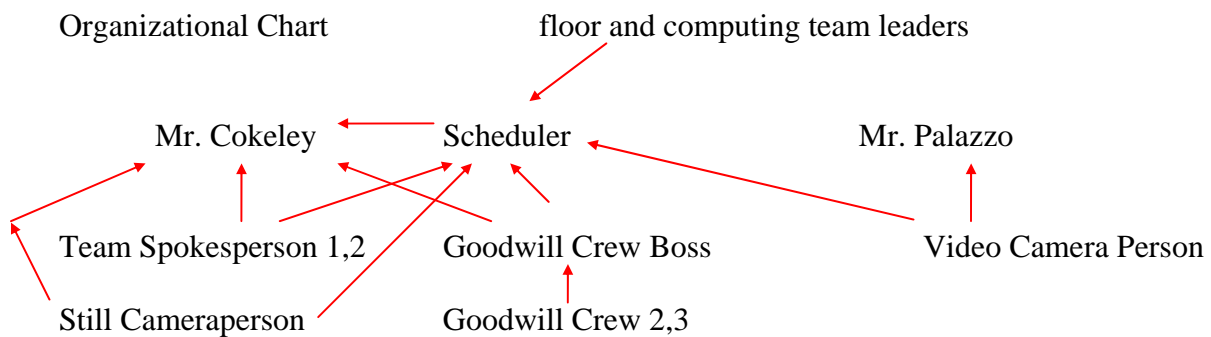 Organizational Chart floor and computing team leaders
Mr. Cokeley Scheduler Mr. Palazzo
Team Spokesperson 1,2 Goodwill Crew Boss Video Camera Person
Still Cameraperson Goodwill Crew 2,3